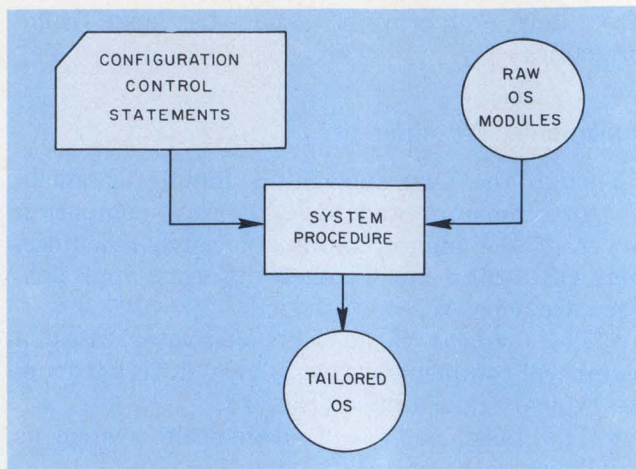 CONFIGURATION
CONTROL
STATEMENTS
RAW
OS
MODULES
SYSTEM
PROCEDURE
TAILORED
OS